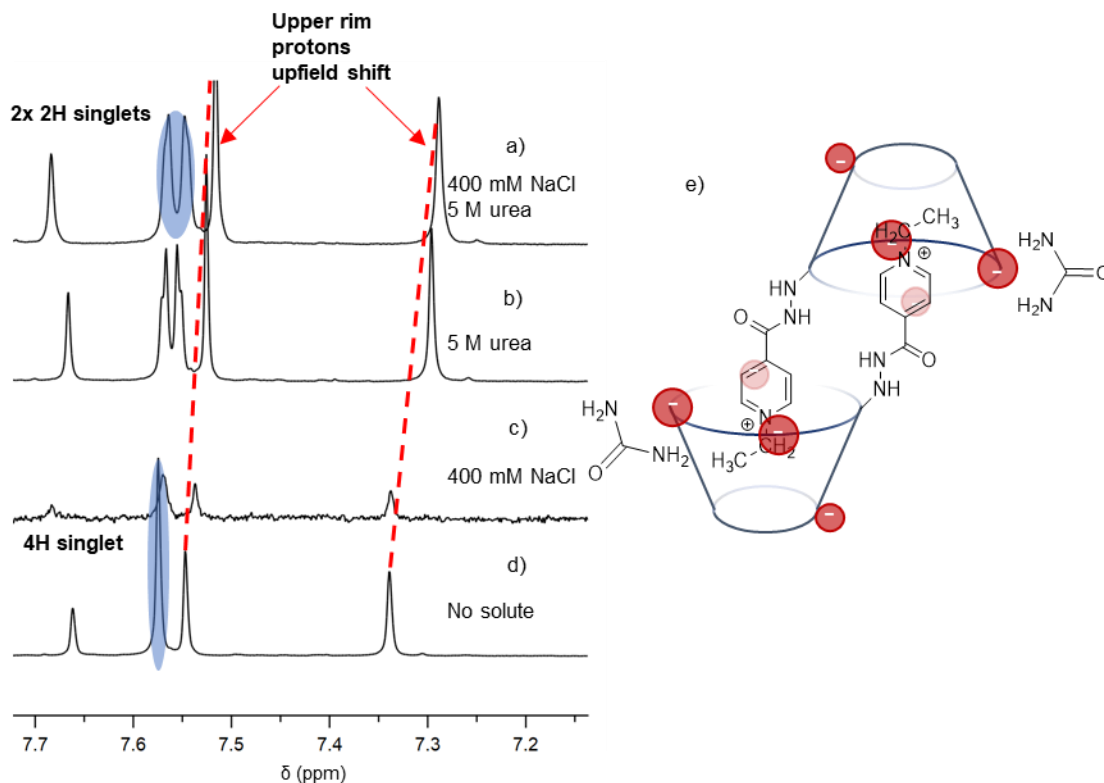 Upper rim
protons
upfield shift
2x 2H singlets
a)
400 mM NaCl
5 M urea
b)
5 M urea
c)
400 mM NaCl
4H singlet
d)
No solute
7.7 7.6 7.5 7.4 7.3 7.2
δ (ppm)
e)
H₂C CH₃
N
⊕
H₂N
O
H₂N
HN
NH
O
O
NH
HN
N
⊕
H₃C CH₂
H₂N
O
NH₂
− − − − − −